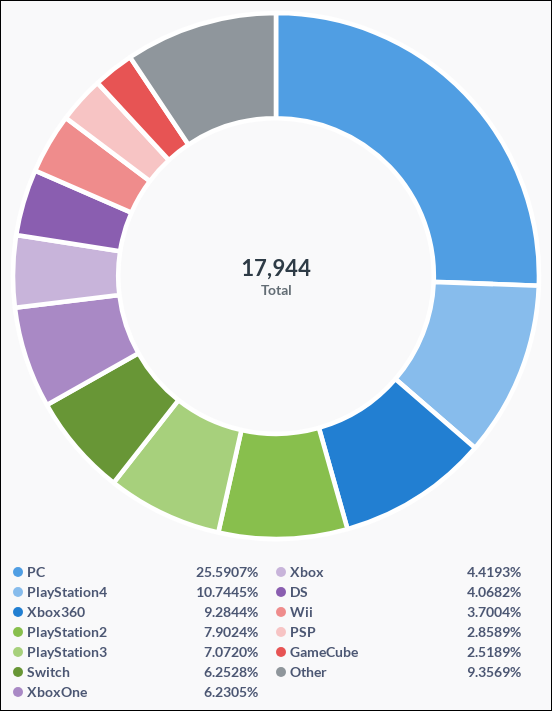 17,944
Total
PC 25.5907%
PlayStation4 10.7445%
Xbox360 9.2844%
PlayStation2 7.9024%
PlayStation3 7.0720%
Switch 6.2528%
XboxOne 6.2305%
Xbox 4.4193%
DS 4.0682%
Wii 3.7004%
PSP 2.8589%
GameCube 2.5189%
Other 9.3569%